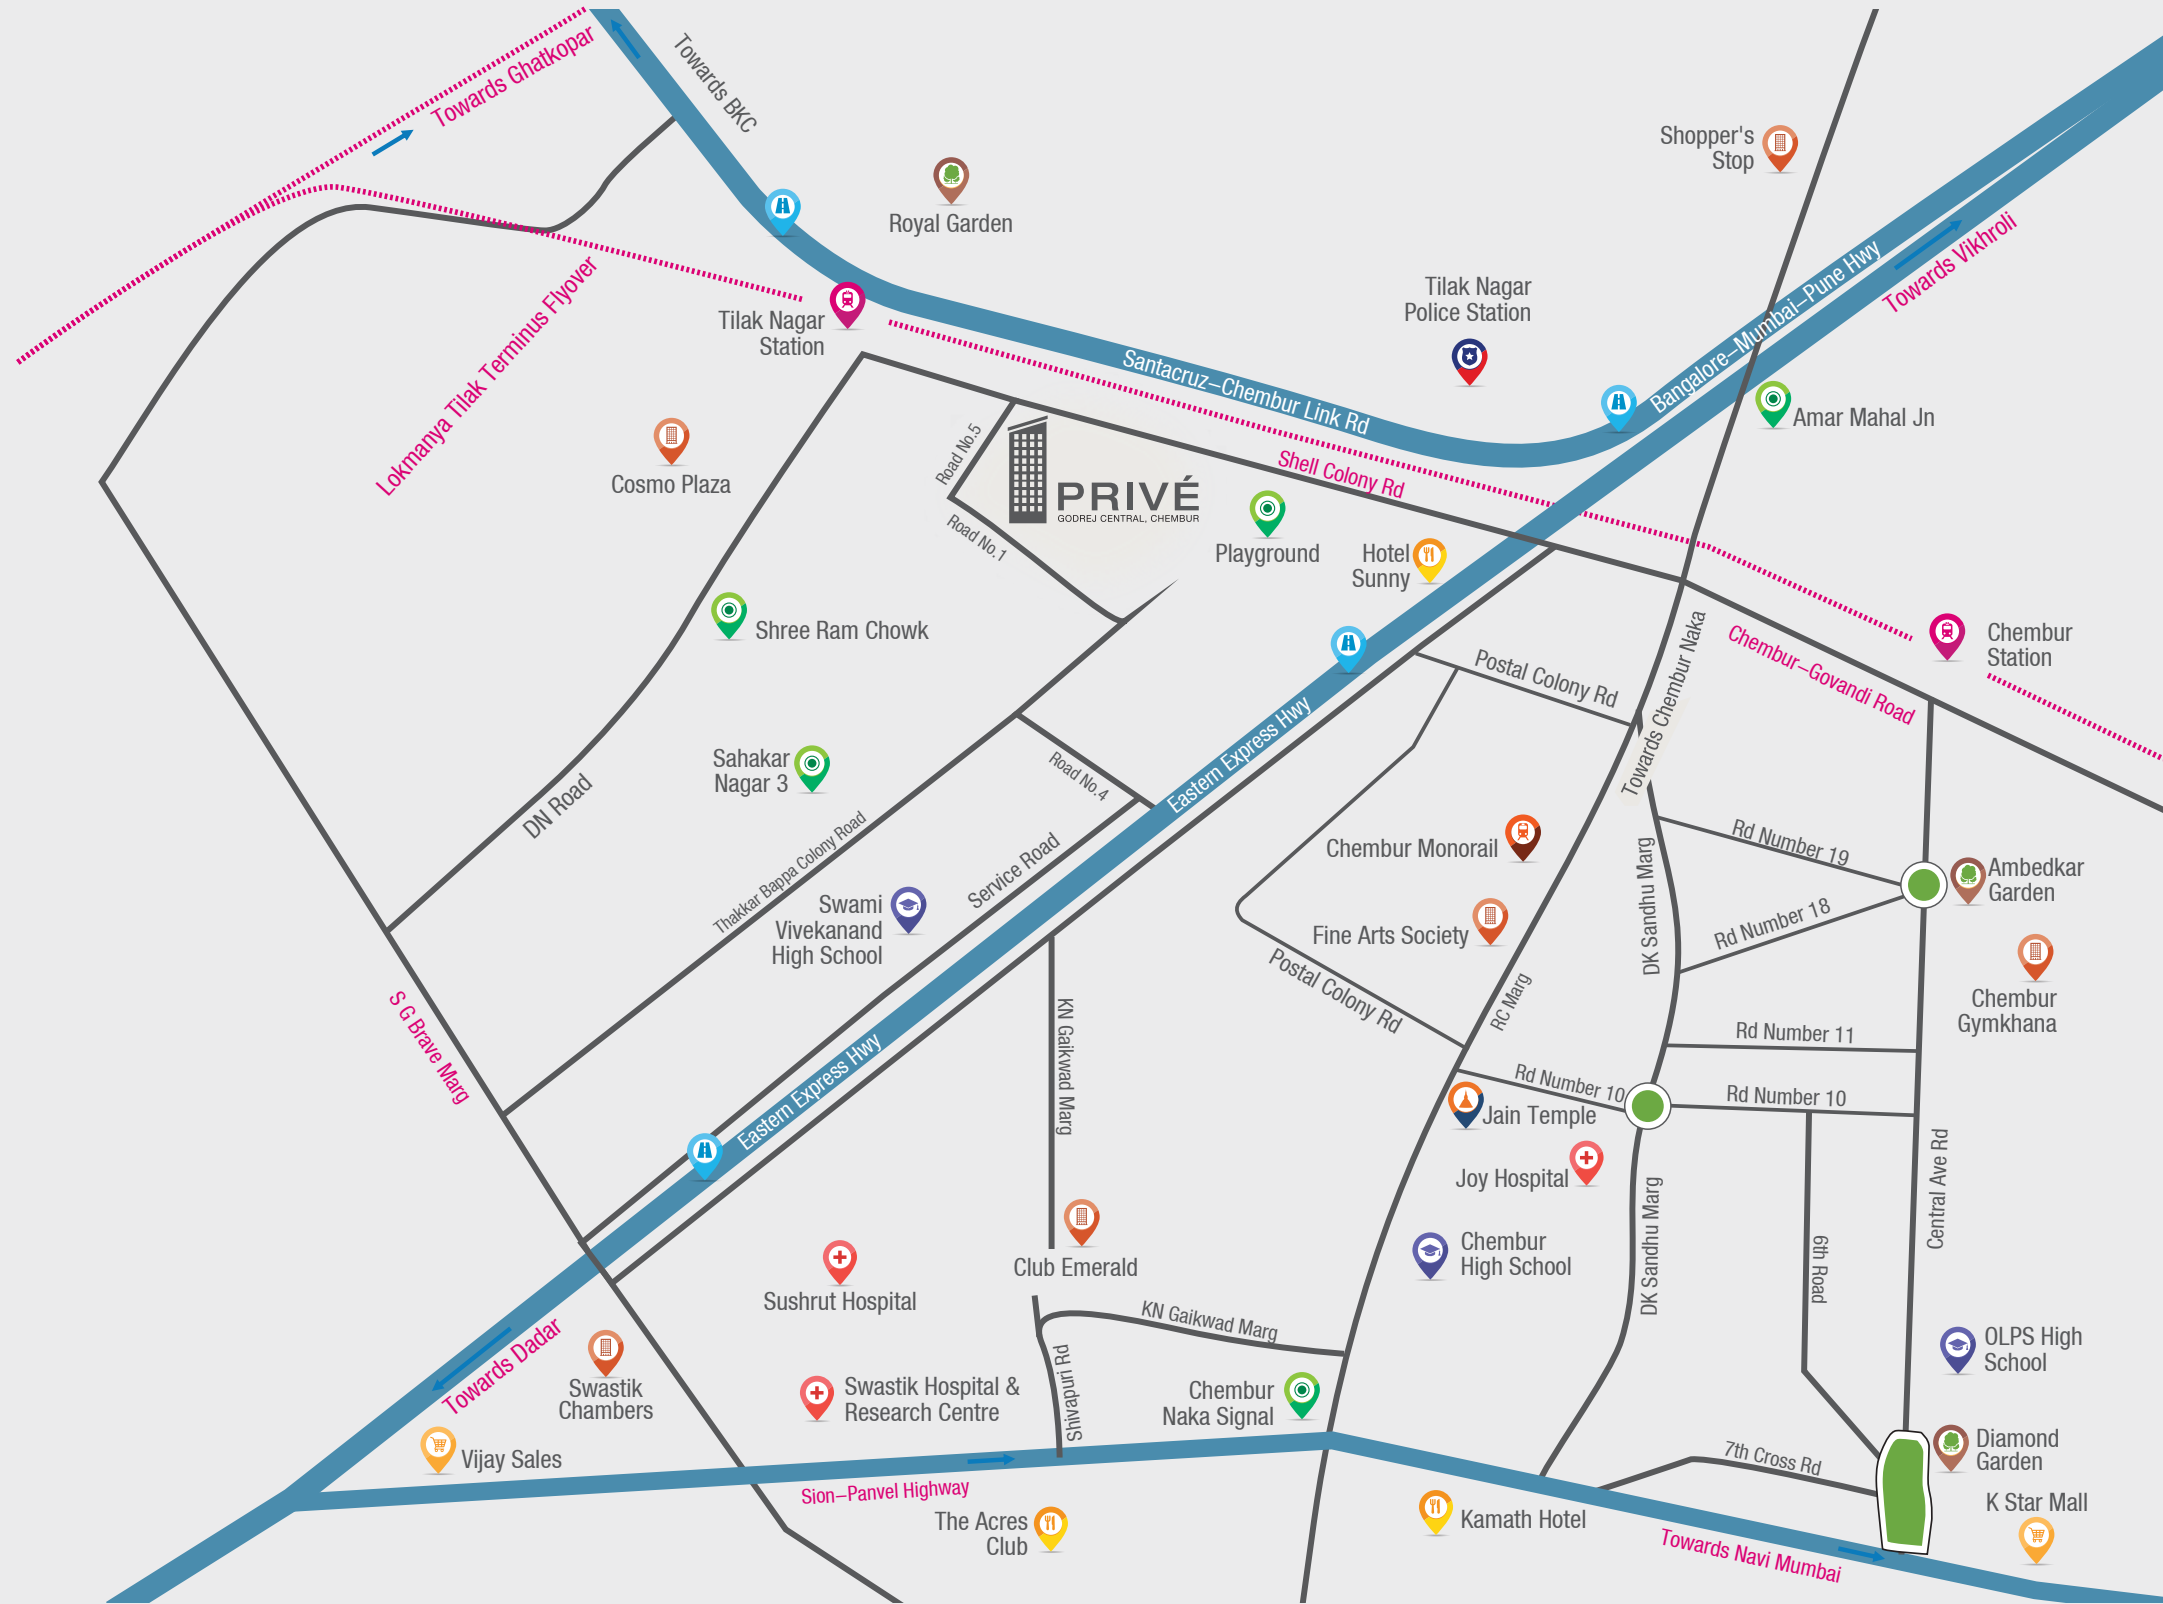 Towards Ghatkopar
Towards BKC
Royal Garden
Shopper's
Stop
Lokmanya Tilak Terminus Flyover
Tilak Nagar
Station
Tilak Nagar
Police Station
Bangalore–Mumbai–Pune Hwy
Towards Vikhroli
Santacruz–Chembur Link Rd
Amar Mahal Jn
Shell Colony Rd
Cosmo Plaza
Road No.5
PRIVÉ
GODREJ CENTRAL, CHEMBUR
Road No.1
Playground
Hotel
Sunny
Shree Ram Chowk
Chembur
Station
Chembur–Govandi Road
Postal Colony Rd
Towards Chembur Naka
Eastern Express Hwy
Sahakar
Nagar 3
Road No.4
DN Road
Thakkar Bappa Colony Road
Service Road
Chembur Monorail
DK Sandhu Marg
Rd Number 19
Ambedkar
Garden
Rd Number 18
Swami
Vivekanand
High School
Fine Arts Society
Postal Colony Rd
RC Marg
Chembur
Gymkhana
S G Brave Marg
KN Gaikwad Marg
Rd Number 11
Eastern Express Hwy
Rd Number 10
Rd Number 10
Jain Temple
Joy Hospital
DK Sandhu Marg
Central Ave Rd
6th Road
Chembur
High School
Club Emerald
Sushrut Hospital
KN Gaikwad Marg
Shivaduri Rd
Towards Dadar
Swastik
Chambers
Swastik Hospital &
Research Centre
Chembur
Naka Signal
OLPS High
School
Vijay Sales
Sion–Panvel Highway
7th Cross Rd
Diamond
Garden
K Star Mall
The Acres
Club
Kamath Hotel
Towards Navi Mumbai